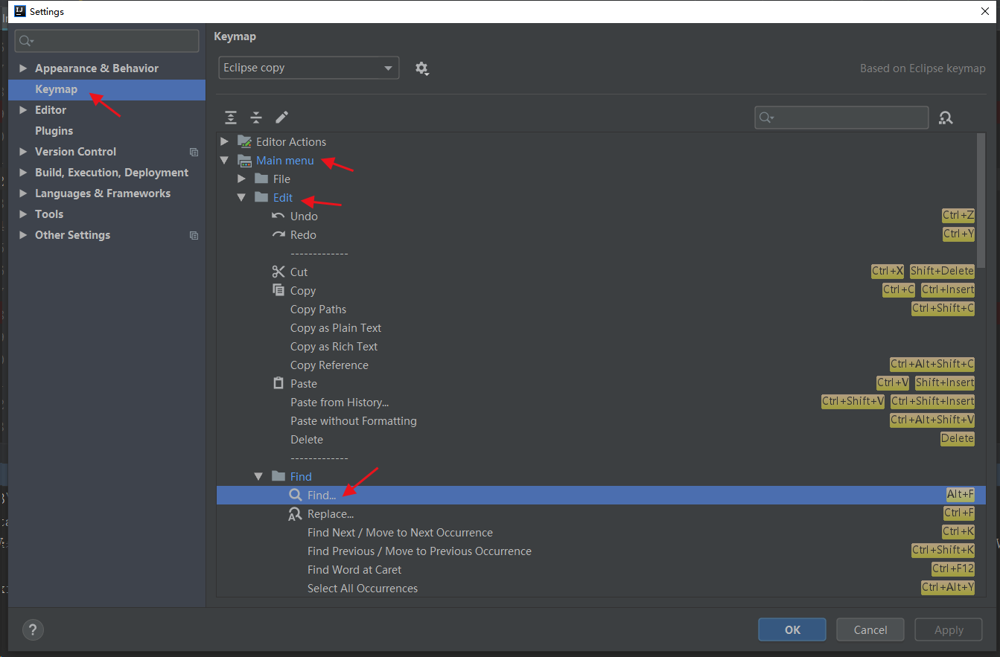 IJ Settings
Keymap
Appearance & Behavior
Keymap
Editor
Plugins
Version Control
Build, Execution, Deployment
Languages & Frameworks
Tools
Other Settings
Eclipse copy
Based on Eclipse keymap
Editor Actions
Main menu
File
Edit
Undo Ctrl+Z
Redo Ctrl+Y
-------------
Cut Ctrl+X Shift+Delete
Copy Ctrl+C Ctrl+Insert
Copy Paths Ctrl+Shift+C
Copy as Plain Text
Copy as Rich Text
Copy Reference Ctrl+Alt+Shift+C
Paste Ctrl+V Shift+Insert
Paste from History... Ctrl+Shift+V Ctrl+Shift+Insert
Paste without Formatting Ctrl+Alt+Shift+V
Delete Delete
-------------
Find
Find... Alt+F
Replace... Ctrl+F
Find Next / Move to Next Occurrence Ctrl+K
Find Previous / Move to Previous Occurrence Ctrl+Shift+K
Find Word at Caret Ctrl+F12
Select All Occurrences Ctrl+Alt+Y
? OK Cancel Apply